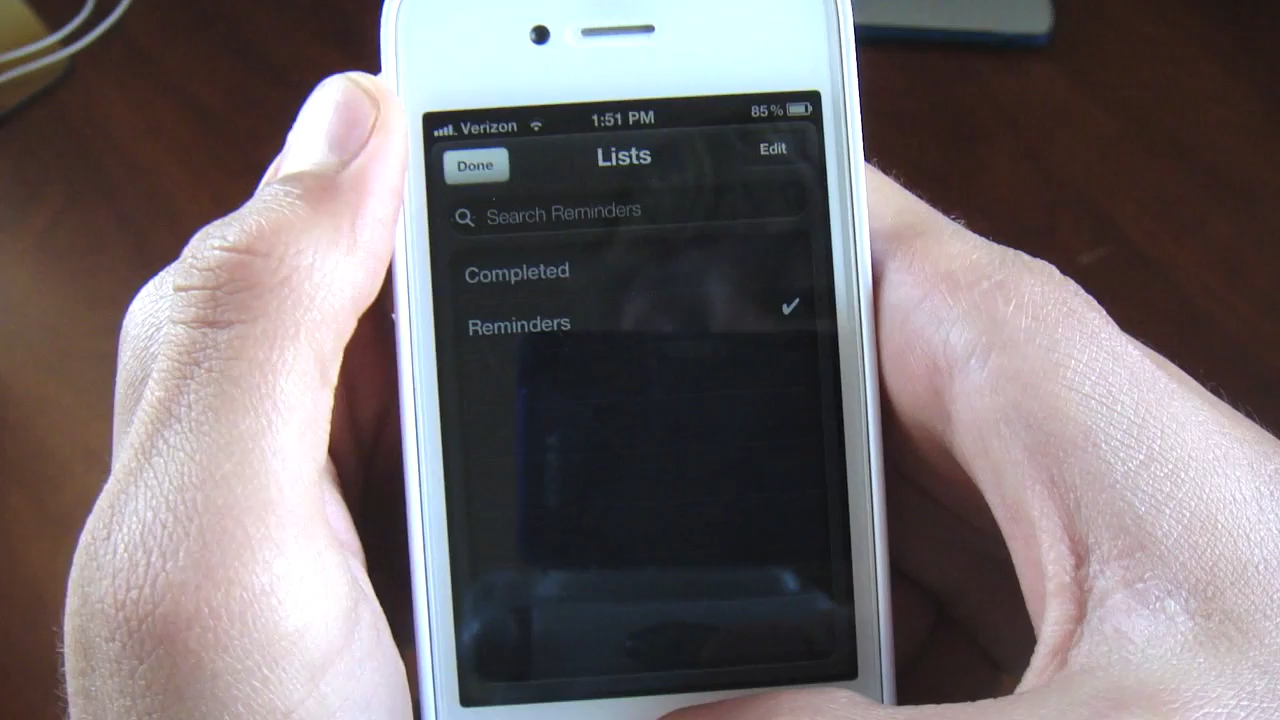 Verizon 1:51 PM 85%
Done Lists Edit
Search Reminders
Completed
Reminders ✓